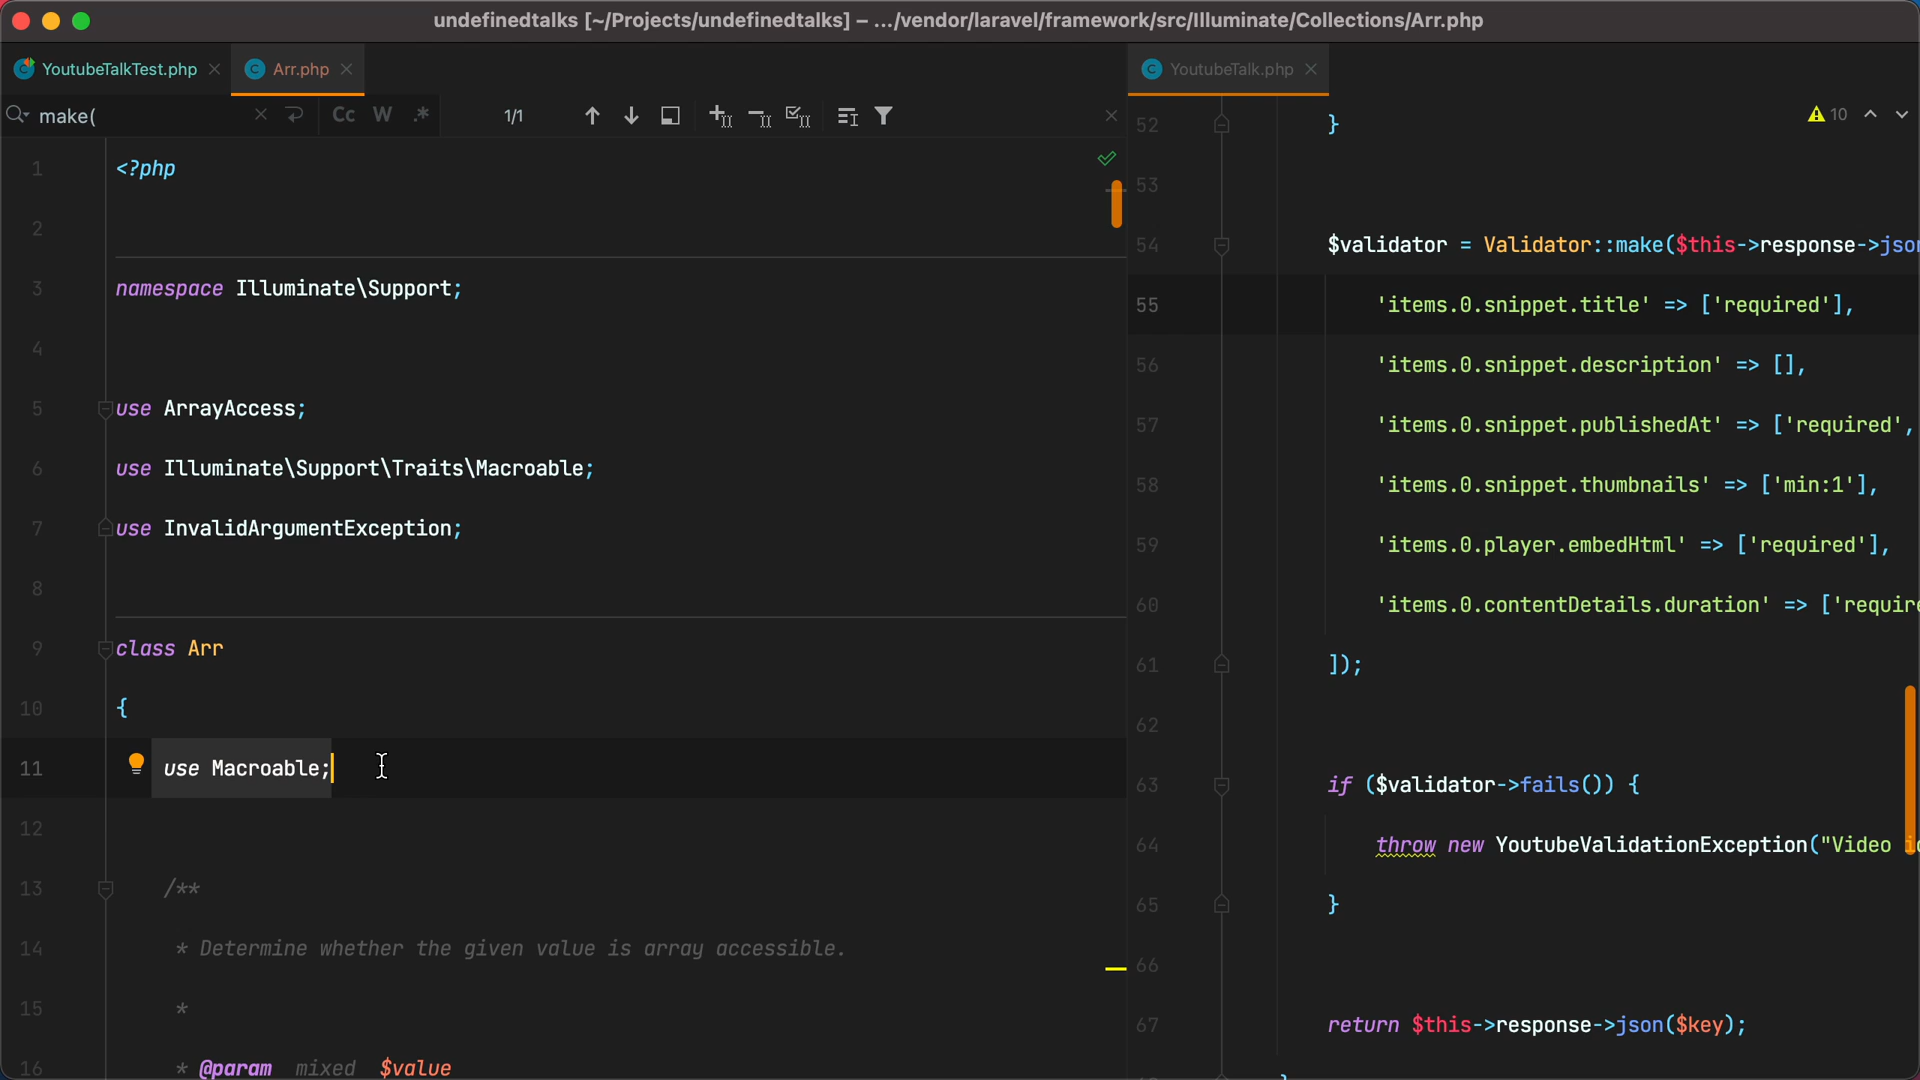 undefinedtalks [~/Projects/undefinedtalks] – .../vendor/laravel/framework/src/Illuminate/Collections/Arr.php
YoutubeTalkTest.php
Arr.php
make(
Cc W .*
1/1
1 <?php
2
3 namespace Illuminate\Support;
4
5 use ArrayAccess;
6 use Illuminate\Support\Traits\Macroable;
7 use InvalidArgumentException;
8
9 class Arr
10 {
11 use Macroable;
12
13 /**
14 * Determine whether the given value is array accessible.
15 *
16 * @param mixed $value
YoutubeTalk.php
10
52 }
53
54 $validator = Validator::make($this->response->json
55 'items.0.snippet.title' => ['required'],
56 'items.0.snippet.description' => [],
57 'items.0.snippet.publishedAt' => ['required',
58 'items.0.snippet.thumbnails' => ['min:1'],
59 'items.0.player.embedHtml' => ['required'],
60 'items.0.contentDetails.duration' => ['require
61 ]);
62
63 if ($validator->fails()) {
64 throw new YoutubeValidationException("Video
65 }
66
67 return $this->response->json($key);